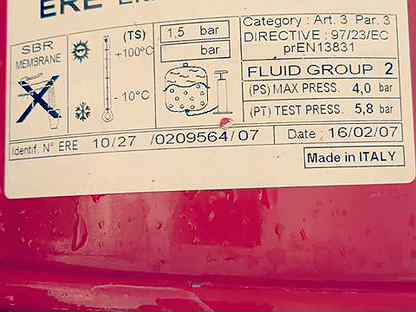 ERE
SBR
MEMBRANE
(TS)
+100°C
-10°C
1,5 bar
bar
Category : Art. 3 Par. 3
DIRECTIVE : 97/23/EC
prEN13831
FLUID GROUP 2
(PS) MAX PRESS. 4,0 bar
(PT) TEST PRESS. 5,8 bar
Identif. N° ERE 10/27 /0209564/07
Date : 16/02/07
Made in ITALY